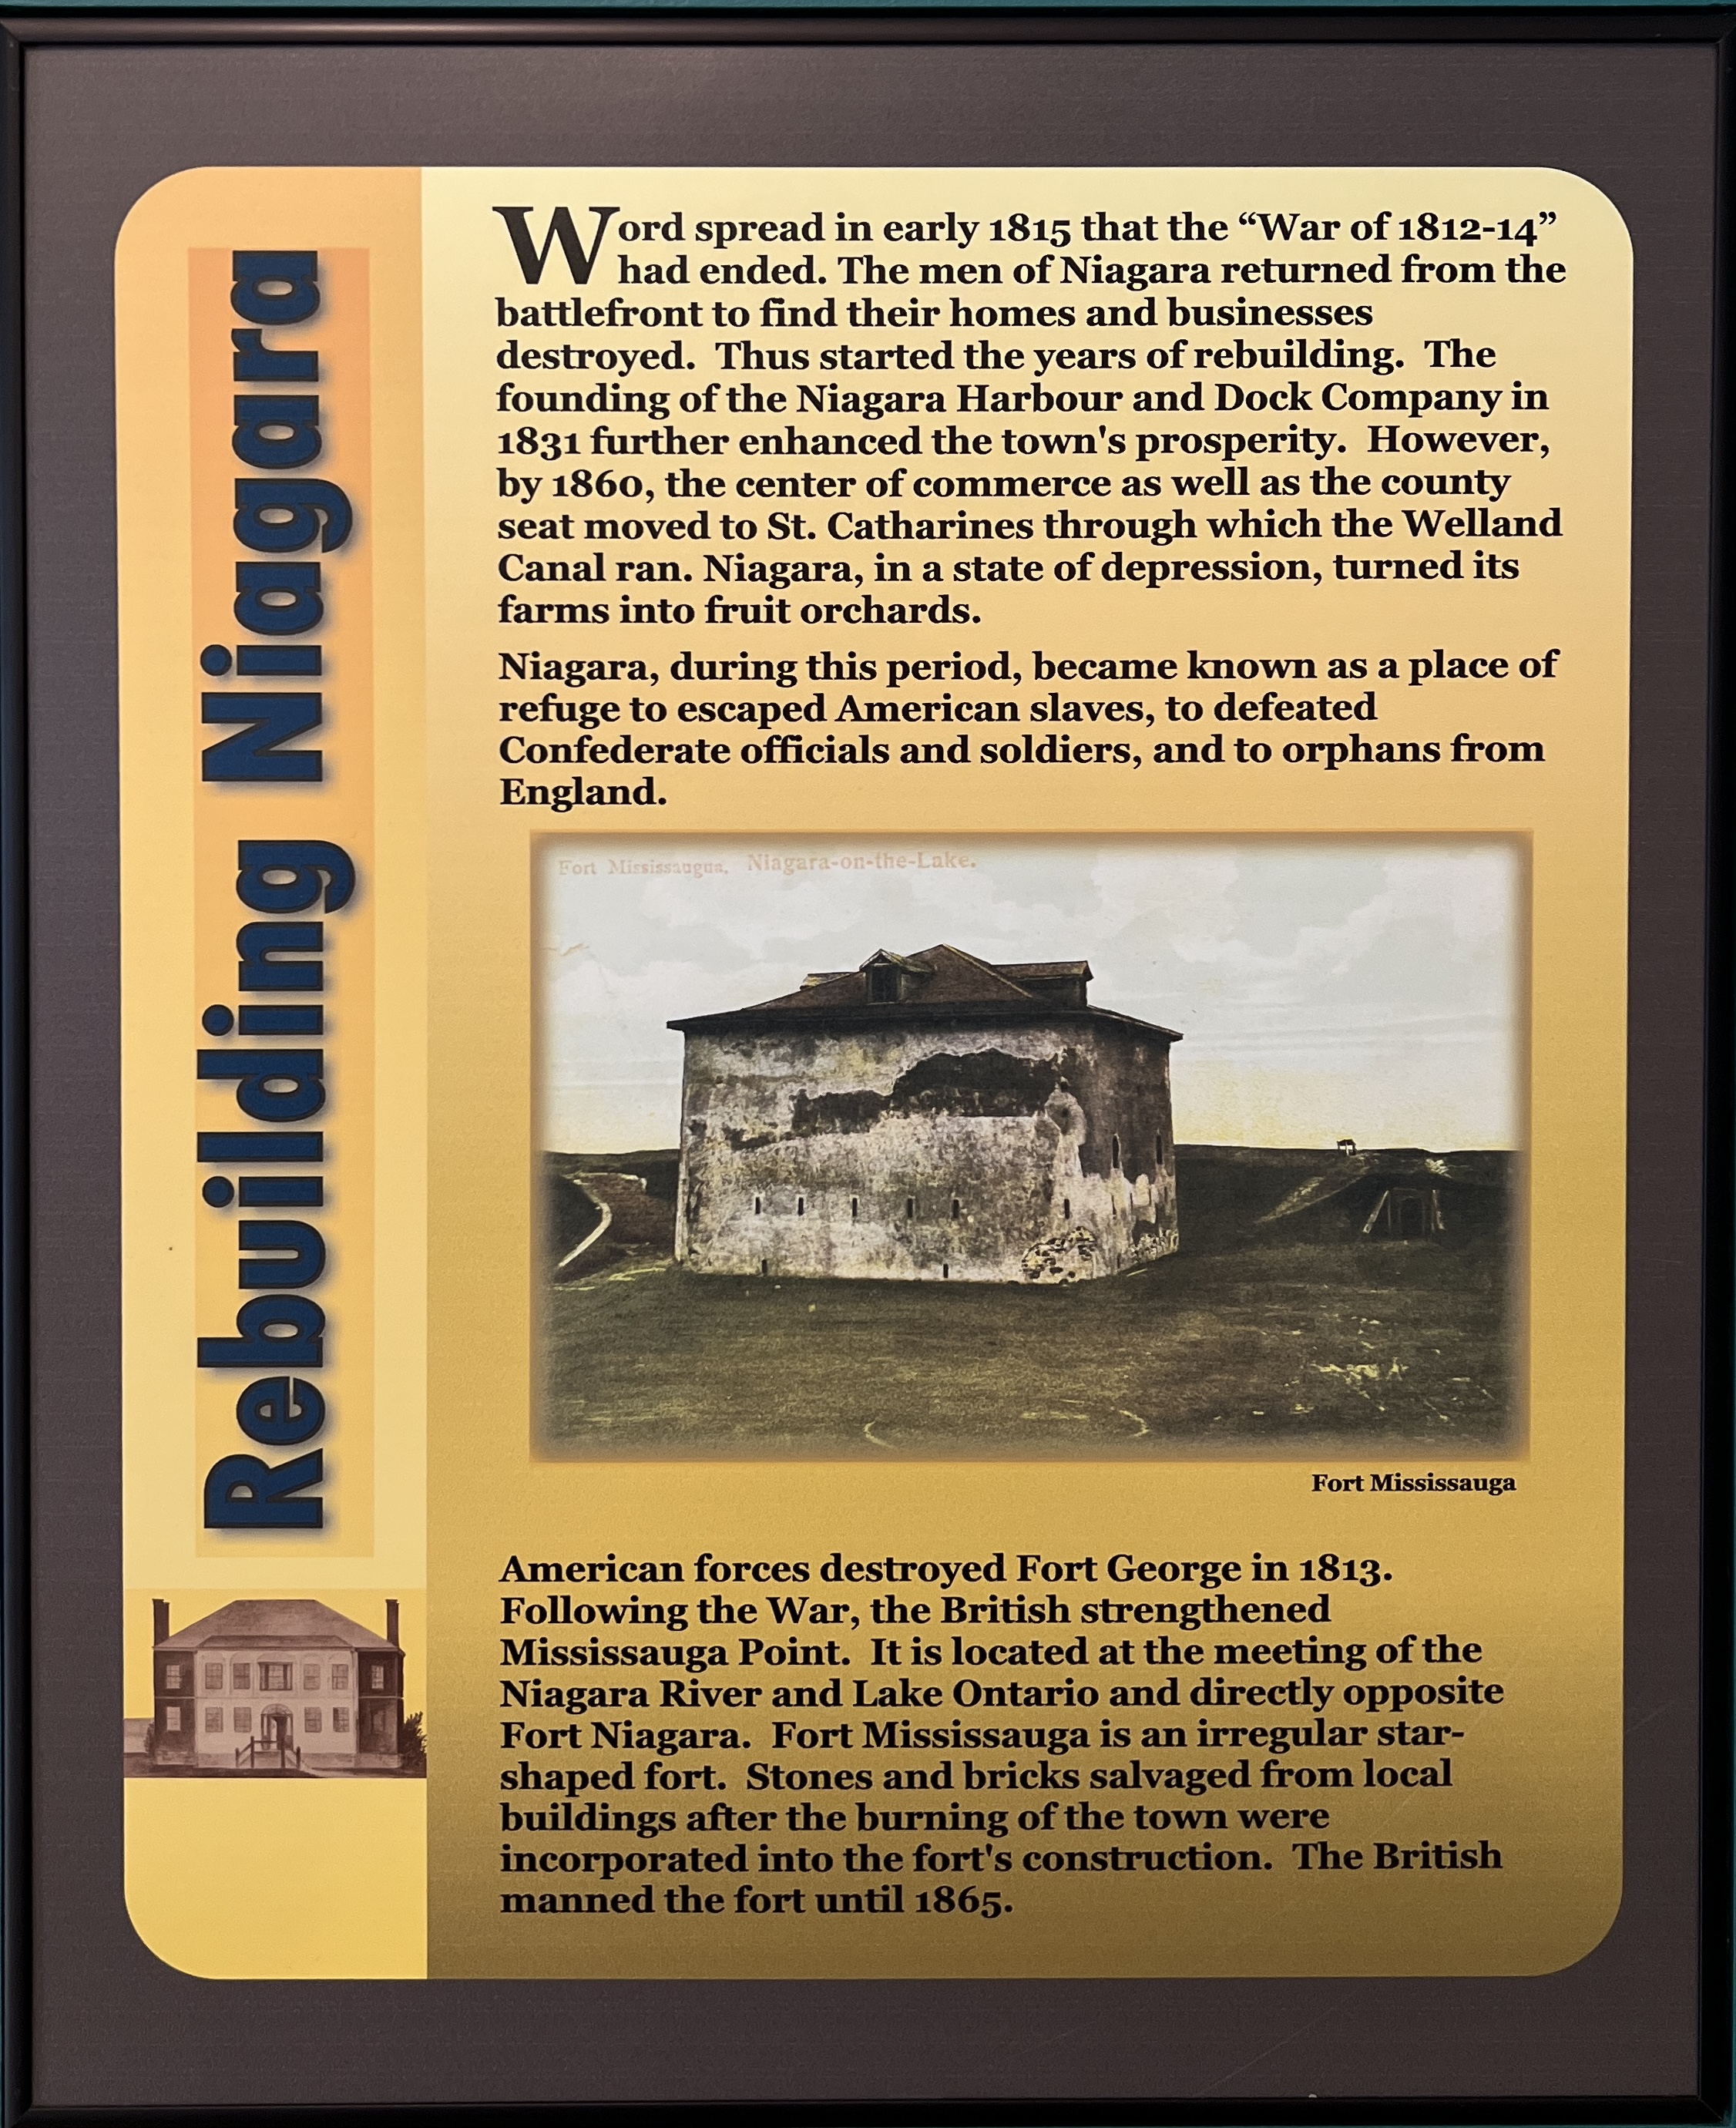 Rebuilding Niagara
Word spread in early 1815 that the “War of 1812-14”
had ended. The men of Niagara returned from the
battlefront to find their homes and businesses
destroyed.  Thus started the years of rebuilding.  The
founding of the Niagara Harbour and Dock Company in
1831 further enhanced the town's prosperity.  However,
by 1860, the center of commerce as well as the county
seat moved to St. Catharines through which the Welland
Canal ran. Niagara, in a state of depression, turned its
farms into fruit orchards.
Niagara, during this period, became known as a place of
refuge to escaped American slaves, to defeated
Confederate officials and soldiers, and to orphans from
England.
Fort Mississaugua, Niagara-on-the-Lake.
Fort Mississauga
American forces destroyed Fort George in 1813.
Following the War, the British strengthened
Mississauga Point.  It is located at the meeting of the
Niagara River and Lake Ontario and directly opposite
Fort Niagara.  Fort Mississauga is an irregular star-
shaped fort.  Stones and bricks salvaged from local
buildings after the burning of the town were
incorporated into the fort's construction.  The British
manned the fort until 1865.